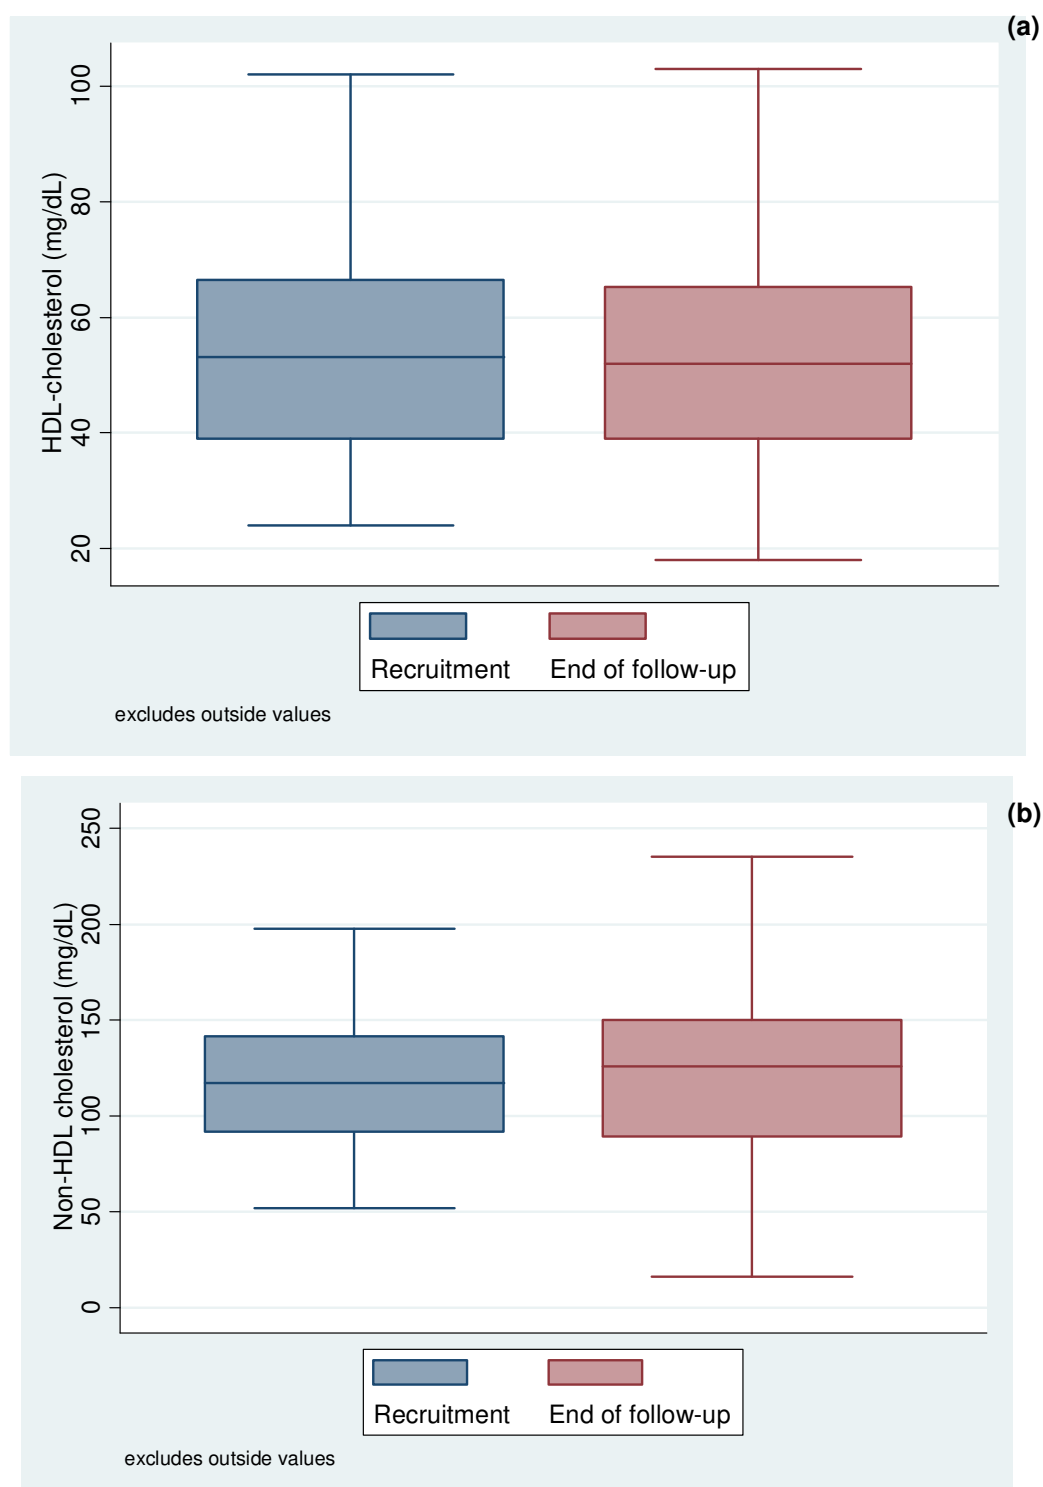 (a)
HDL-cholesterol (mg/dL)
100
80
60
40
20
Recruitment End of follow-up
excludes outside values
(b)
Non-HDL cholesterol (mg/dL)
250
200
150
100
50
0
Recruitment End of follow-up
excludes outside values